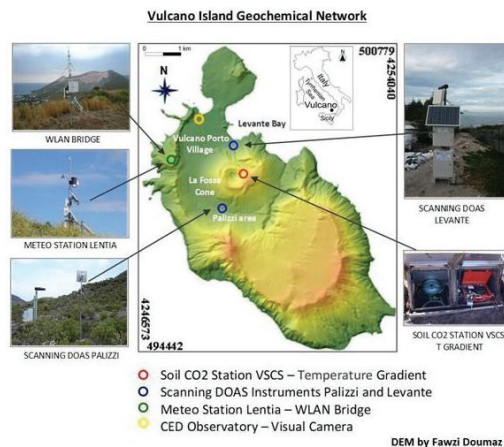 Vulcano Island Geochemical Network
0 1 km
500779
4254040
N
N
Italy
Tyrrhenian
Sea
Vulcano
Sicily
Levante Bay
Vulcano Porto
Village
La Fossa
Cone
Palizzi area
WLAN BRIDGE
SCANNING DOAS
LEVANTE
METEO STATION LENTIA
SCANNING DOAS PALIZZI
SOIL CO2 STATION VSCS
T GRADIENT
4246573
494442
Soil CO2 Station VSCS – Temperature Gradient
Scanning DOAS Instruments Palizzi and Levante
Meteo Station Lentia – WLAN Bridge
CED Observatory – Visual Camera
DEM by Fawzi Doumaz